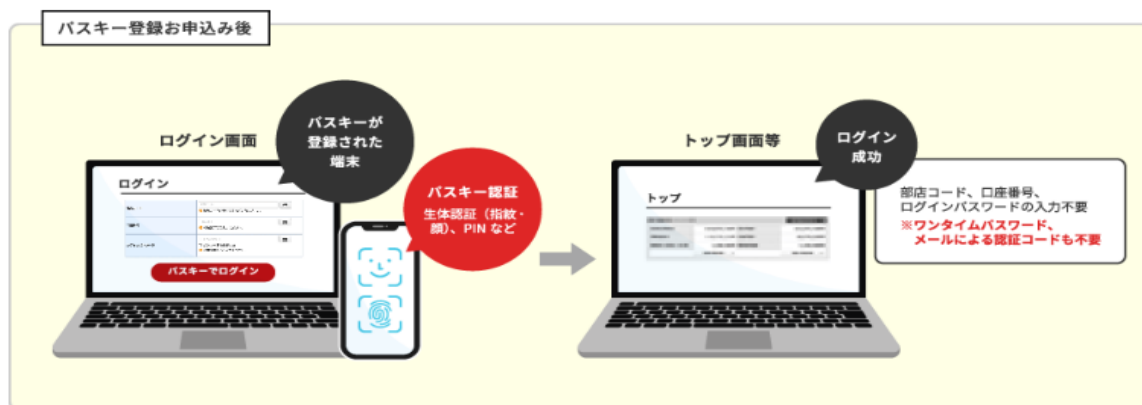 パスキー登録お申込み後
ログイン画面
パスキーが
登録された
端末
ログイン
パスキーでログイン
パスキー認証
生体認証（指紋・
顔）、PIN など
トップ画面等
ログイン
成功
トップ
部店コード、口座番号、
ログインパスワードの入力不要
※ワンタイムパスワード、
メールによる認証コードも不要